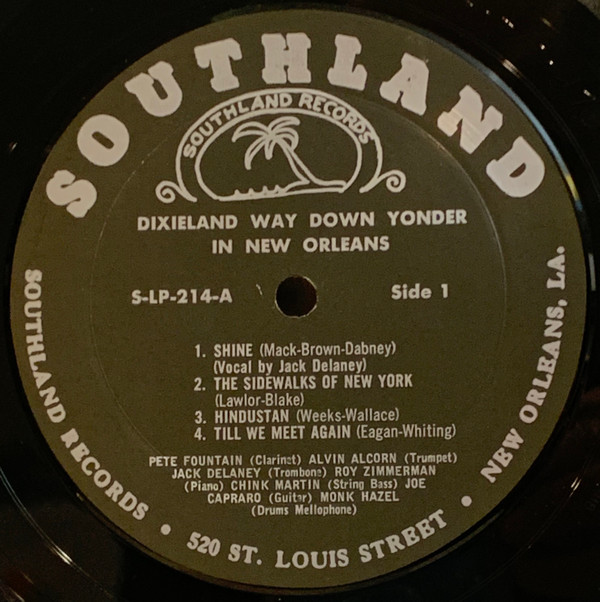 SOUTHLAND
SOUTHLAND RECORDS
DIXIELAND WAY DOWN YONDER
IN NEW ORLEANS
S-LP-214-A
Side 1
1. SHINE (Mack-Brown-Dabney)
(Vocal by Jack Delaney)
2. THE SIDEWALKS OF NEW YORK
(Lawlor-Blake)
3. HINDUSTAN (Weeks-Wallace)
4. TILL WE MEET AGAIN (Eagan-Whiting)
PETE FOUNTAIN (Clarinet) ALVIN ALCORN (Trumpet)
JACK DELANEY (Trombone) ROY ZIMMERMAN
(Piano) CHINK MARTIN (String Bass) JOE
CAPRARO (Guitar) MONK HAZEL
(Drums Mellophone)
SOUTHLAND RECORDS • 520 ST. LOUIS STREET • NEW ORLEANS, LA.